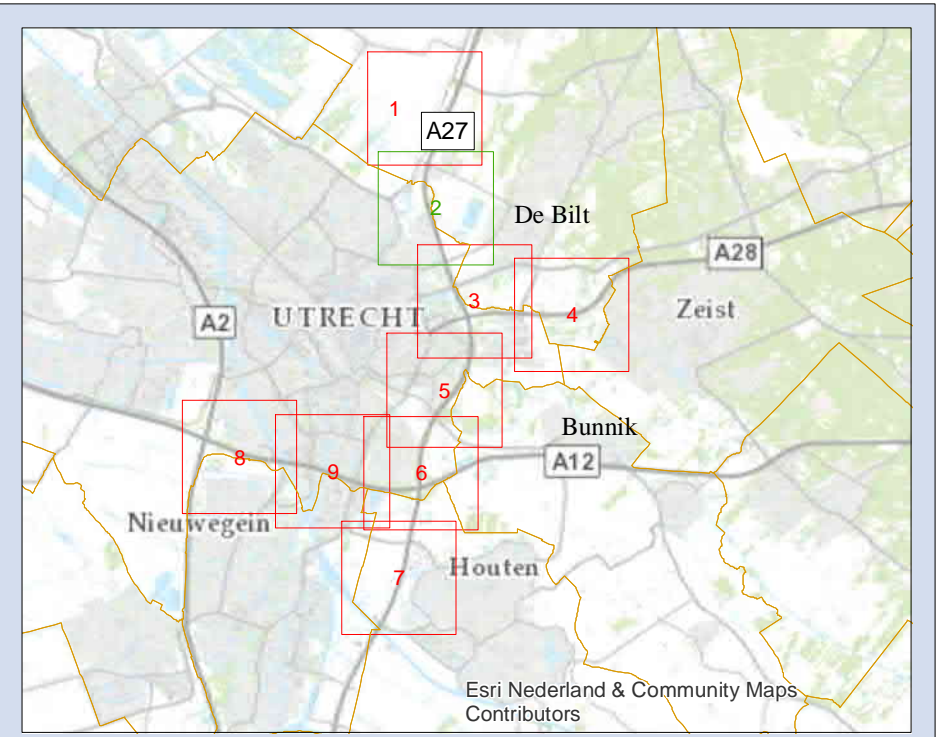 1
A27
2
De Bilt
A28
3
UTRECHT
A2
4
Zeist
5
Bunnik
8
9
6
A12
Nieuwegein
7
Houten
Esri Nederland & Community Maps
Contributors